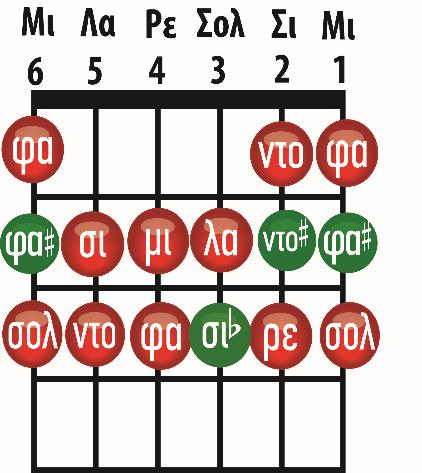 Μι Λα Ρε Σολ Σι Μι
6 5 4 3 2 1
φα ντο φα
φα# σι μι λα ντο# φα#
σολ ντο φα σι♭ ρε σολ